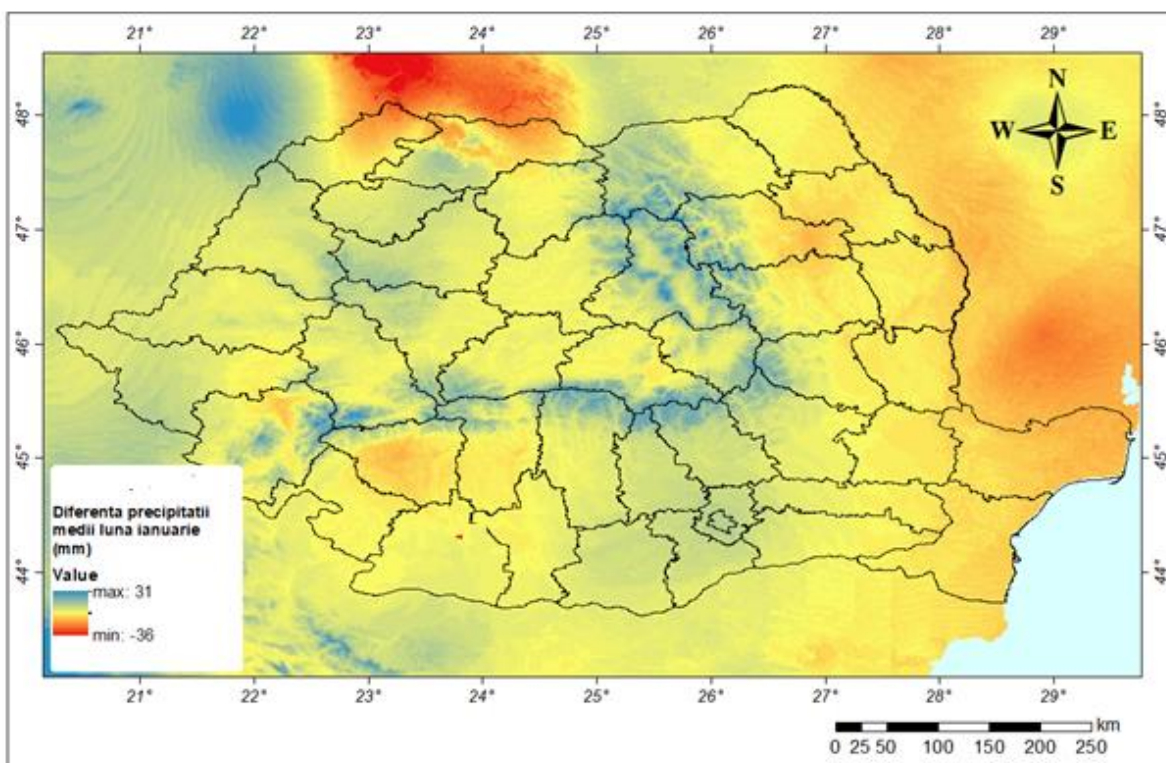 21° 22° 23° 24° 25° 26° 27° 28° 29°
N
W E
S
48° 48°
47° 47°
46° 46°
45° 45°
44° 44°
Diferenta precipitatii
medii luna ianuarie
(mm)
Value
max: 31
min: -36
21° 22° 23° 24° 25° 26° 27° 28° 29°
km
0 25 50 100 150 200 250